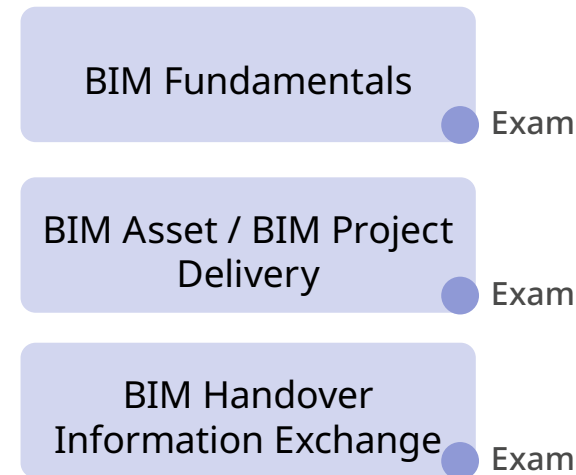 BIM Fundamentals
Exam
BIM Asset / BIM Project
Delivery
Exam
BIM Handover
Information Exchange
Exam